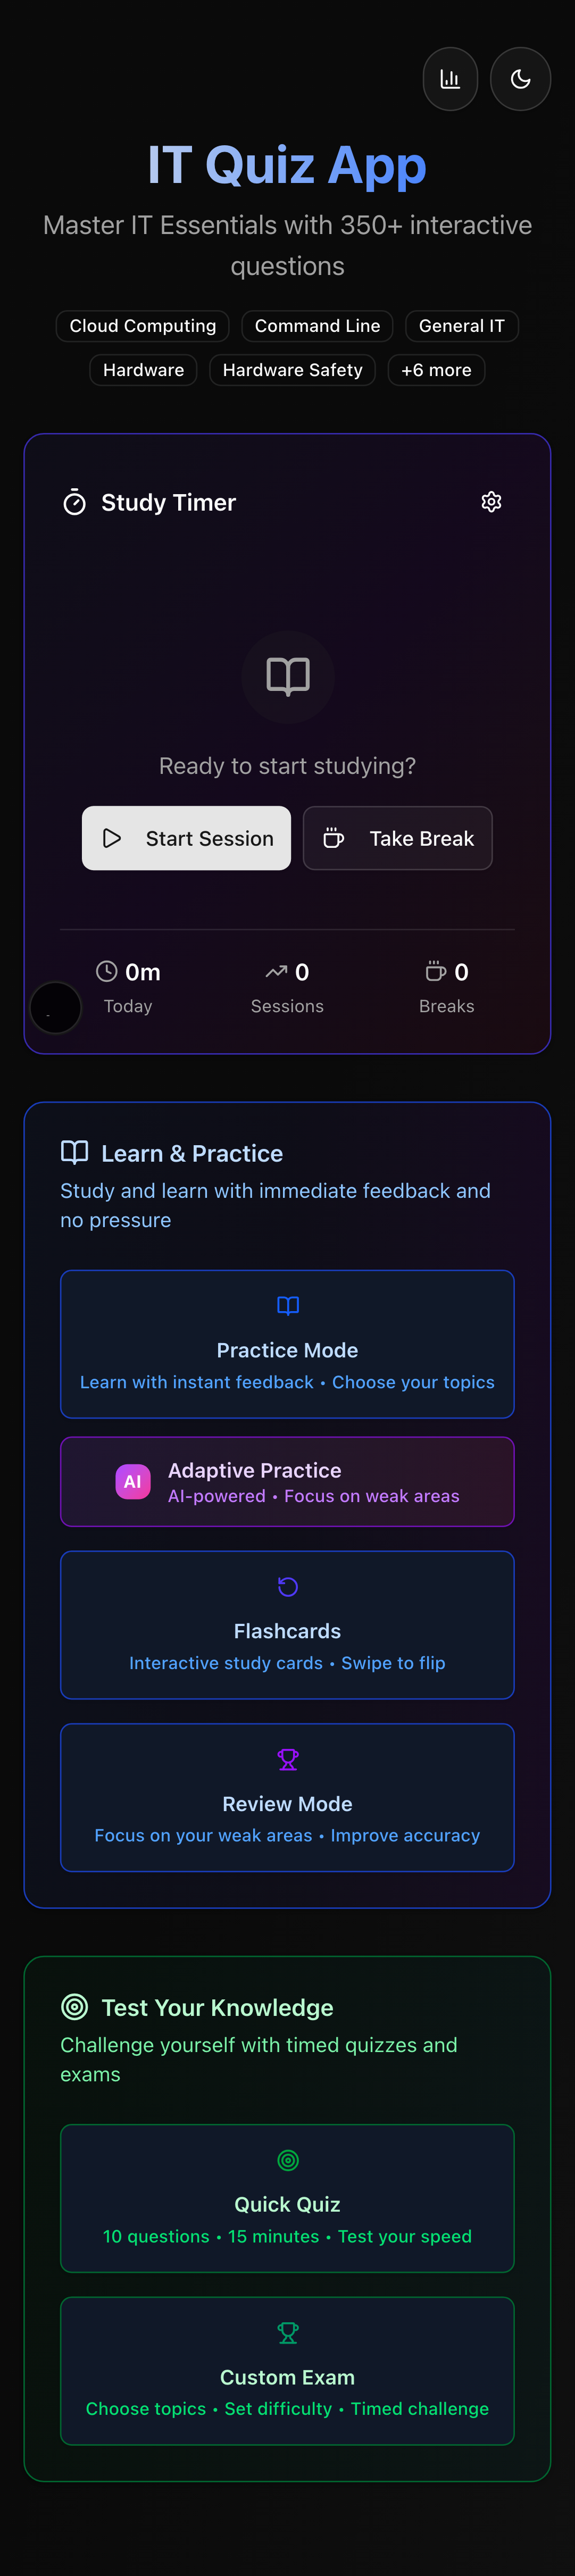 IT Quiz App
Master IT Essentials with 350+ interactive
questions
Cloud Computing
Command Line
General IT
Hardware
Hardware Safety
+6 more
Study Timer
Ready to start studying?
Start Session
Take Break
0m
0
0
Today
Sessions
Breaks
Learn & Practice
Study and learn with immediate feedback and
no pressure
Practice Mode
Learn with instant feedback • Choose your topics
AI
Adaptive Practice
AI-powered • Focus on weak areas
Flashcards
Interactive study cards • Swipe to flip
Review Mode
Focus on your weak areas • Improve accuracy
Test Your Knowledge
Challenge yourself with timed quizzes and
exams
Quick Quiz
10 questions • 15 minutes • Test your speed
Custom Exam
Choose topics • Set difficulty • Timed challenge